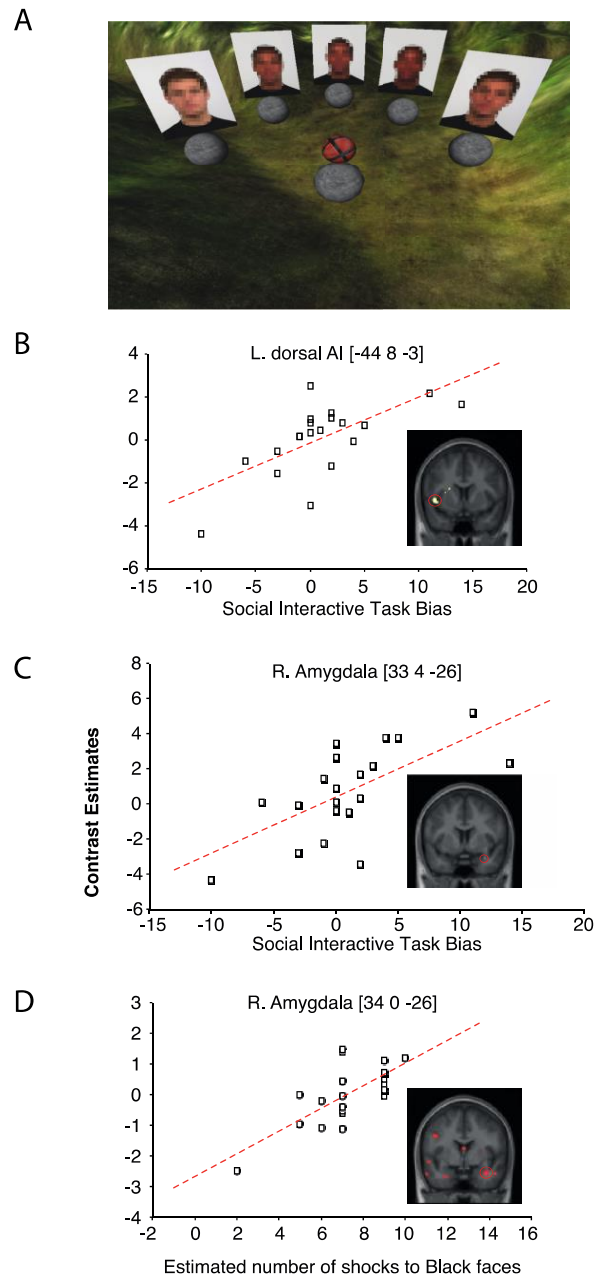 A
B
L. dorsal AI [-44 8 -3]
4
2
0
-2
-4
-6
-15 -10 -5 0 5 10 15 20
Social Interactive Task Bias
C
R. Amygdala [33 4 -26]
Contrast Estimates
8
6
4
2
0
-2
-4
-6
-15 -10 -5 0 5 10 15 20
Social Interactive Task Bias
D
R. Amygdala [34 0 -26]
3
2
1
0
-1
-2
-3
-4
-2 0 2 4 6 8 10 12 14 16
Estimated number of shocks to Black faces